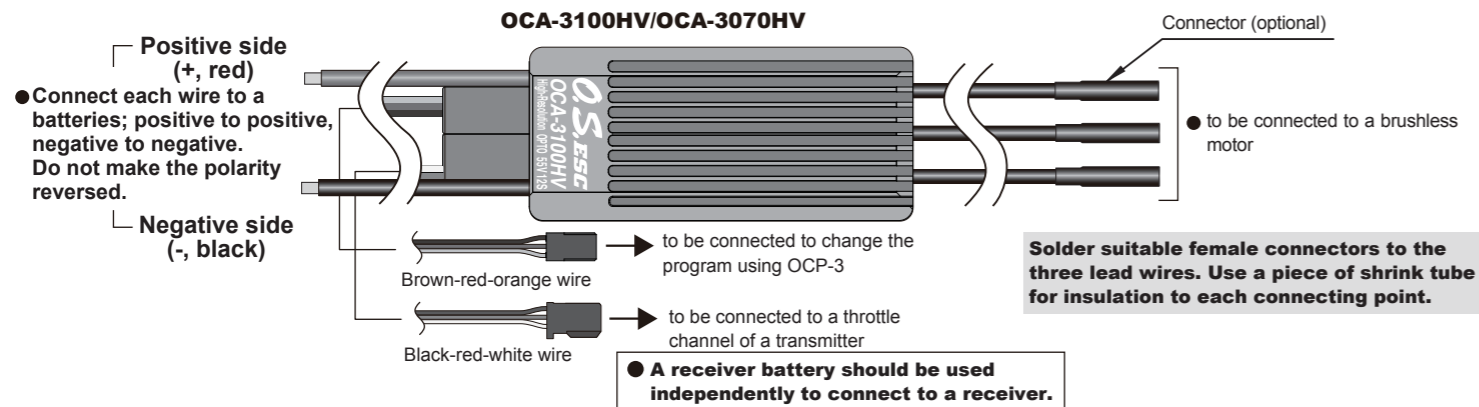 OCA-3100HV/OCA-3070HV
Positive side
(+, red)
● Connect each wire to a
batteries; positive to positive,
negative to negative.
Do not make the polarity
reversed.
Negative side
(-, black)
O.S.ESC
OCA-3100HV
High-Resolution OPTO 55V12S
Connector (optional)
● to be connected to a brushless
motor
Brown-red-orange wire
to be connected to change the
program using OCP-3
Black-red-white wire
to be connected to a throttle
channel of a transmitter
● A receiver battery should be used
independently to connect to a receiver.
Solder suitable female connectors to the
three lead wires. Use a piece of shrink tube
for insulation to each connecting point.